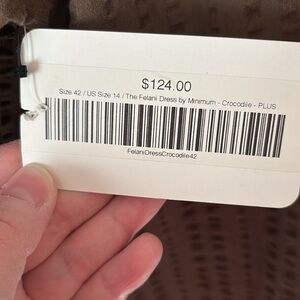 $124.00
Size 42 / US Size 14 / The Felani Dress by Minimum - Crocodile - PLUS
FelaniDressCrocodile42